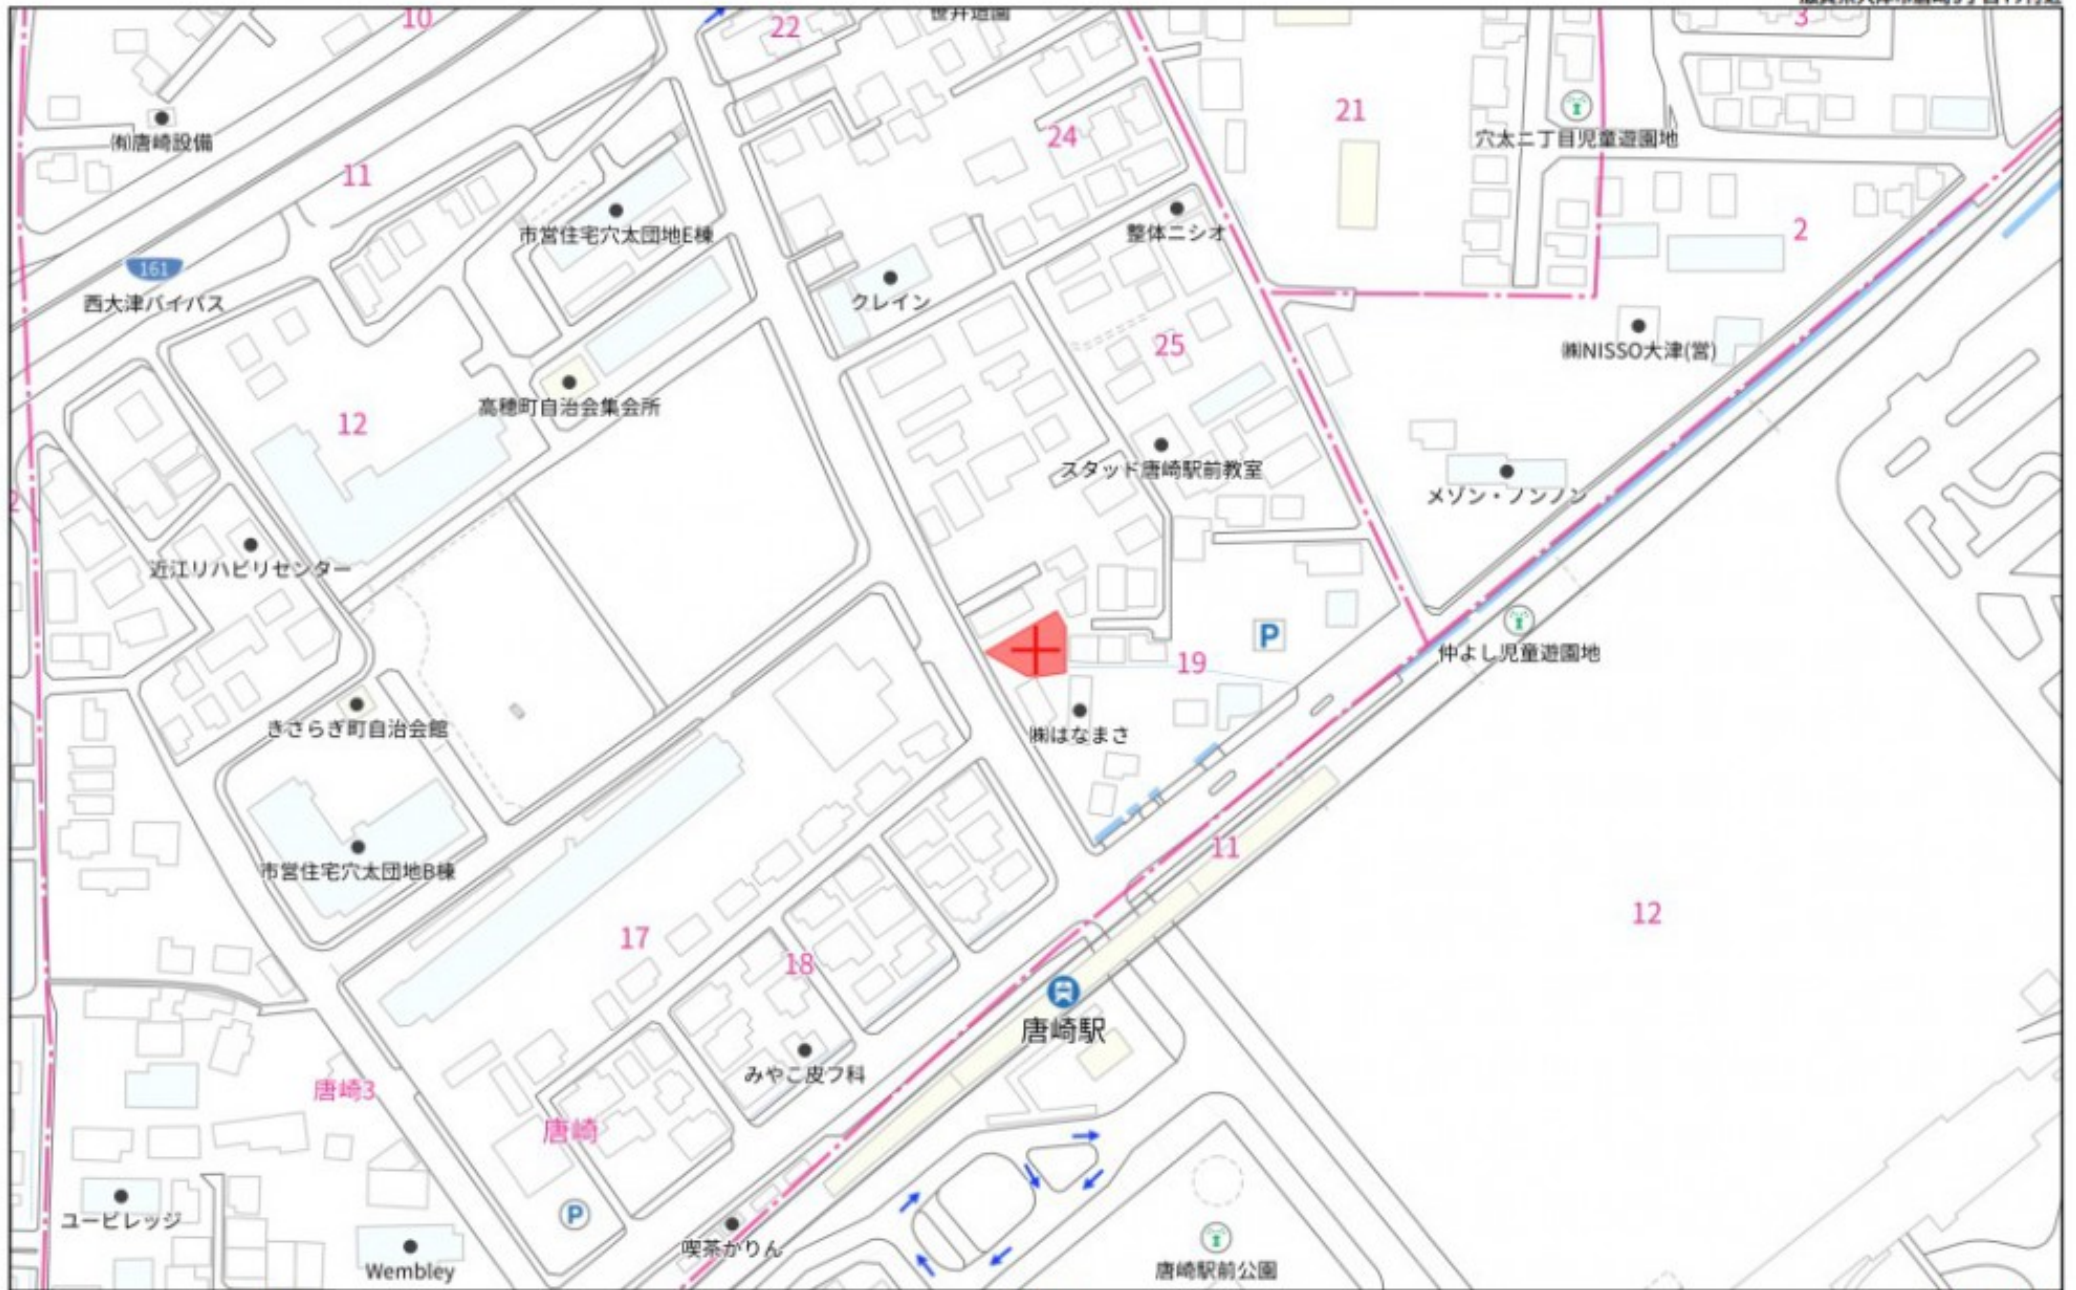 10
22
笹井造園
3
㈲唐崎設備
11
24
21
穴太二丁目児童遊園地
市営住宅穴太団地E棟
整体ニシオ
2
161
西大津バイパス
クレイン
25
㈱NISSO大津(営)
12
高穂町自治会集会所
スタッド唐崎駅前教室
メゾン・ノンノン
2
近江リハビリセンター
P
19
仲よし児童遊園地
きさらぎ町自治会館
㈱はなまさ
11
市営住宅穴太団地B棟
12
17
18
唐崎駅
みやこ皮フ科
唐崎3
唐崎
P
ユービレッジ
喫茶かりん
Wembley
唐崎駅前公園